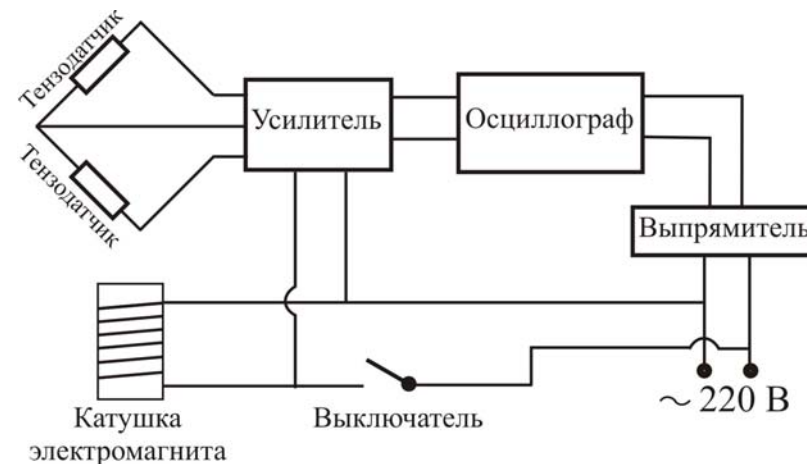 Тензодатчик
Усилитель
Осциллограф
Тензодатчик
Выпрямитель
~ 220 В
Катушка
электромагнита
Выключатель